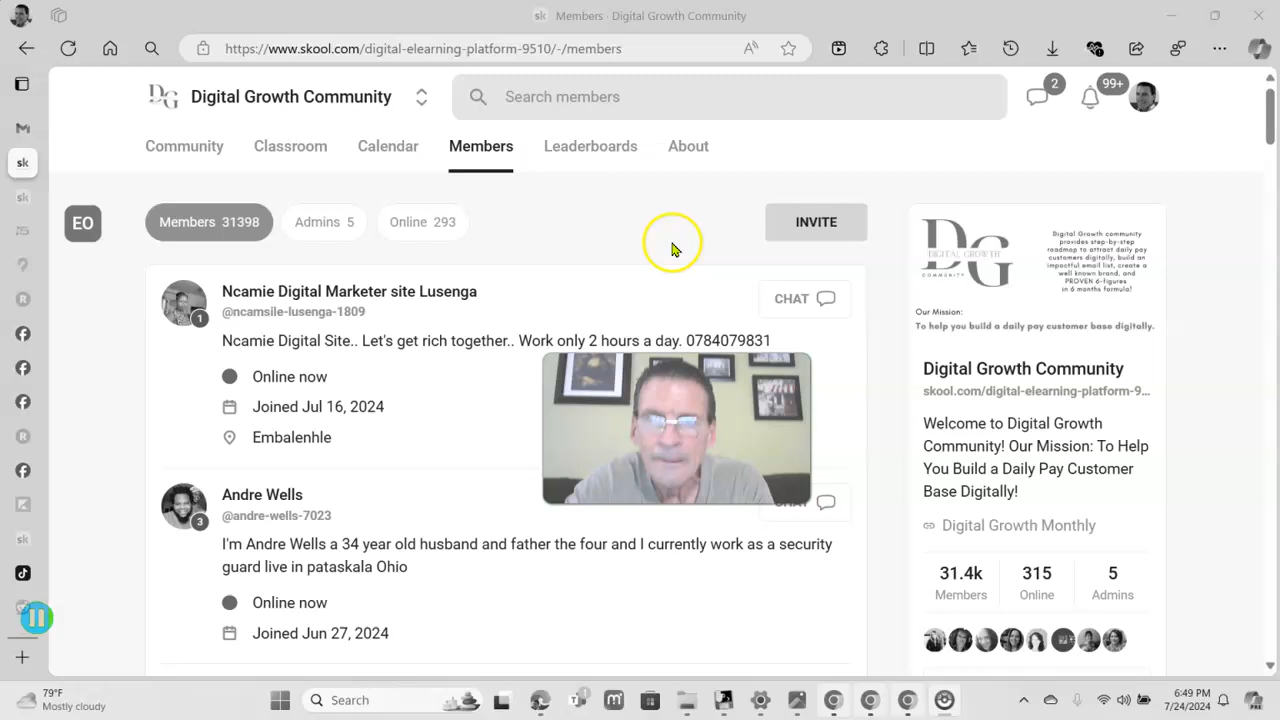 sk Members · Digital Growth Community
https://www.skool.com/digital-elearning-platform-9510/-/members
DG Digital Growth Community
Search members
2
99+
Community Classroom Calendar Members Leaderboards About
sk
EO
Members 31398 Admins 5 Online 293
INVITE
Ncamie Digital Marketer site Lusenga
@ncamsile-lusenga-1809
CHAT
1
Ncamie Digital Site.. Let's get rich together.. Work only 2 hours a day. 0784079831
Online now
Joined Jul 16, 2024
Embalenhle
Andre Wells
@andre-wells-7023
CHAT
3
I'm Andre Wells a 34 year old husband and father the four and I currently work as a security
guard live in pataskala Ohio
Online now
Joined Jun 27, 2024
DG
DIGITAL GROWTH
COMMUNITY
Digital Growth community
provides step-by-step
roadmap to attract daily pay
customers digitally, build an
impactful email list, create a
well known brand, and
PROVEN 6-figures
in 6 months formula!
Our Mission:
To help you build a daily pay customer base digitally.
Digital Growth Community
skool.com/digital-elearning-platform-9...
Welcome to Digital Growth
Community! Our Mission: To Help
You Build a Daily Pay Customer
Base Digitally!
Digital Growth Monthly
31.4k 315 5
Members Online Admins
79°F
Mostly cloudy
Search
6:49 PM
7/24/2024